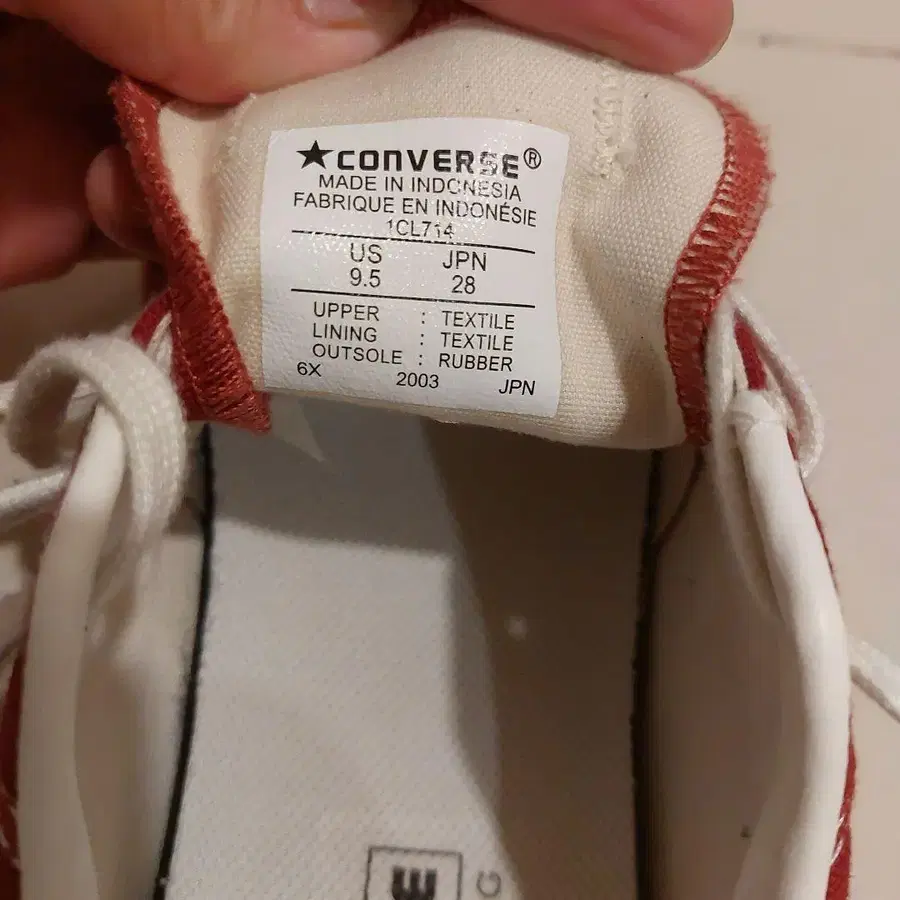 ★CONVERSE®
MADE IN INDONESIA
FABRIQUE EN INDONÉSIE
1CL714
US JPN
9.5 28
UPPER : TEXTILE
LINING : TEXTILE
OUTSOLE : RUBBER
6X 2003 JPN